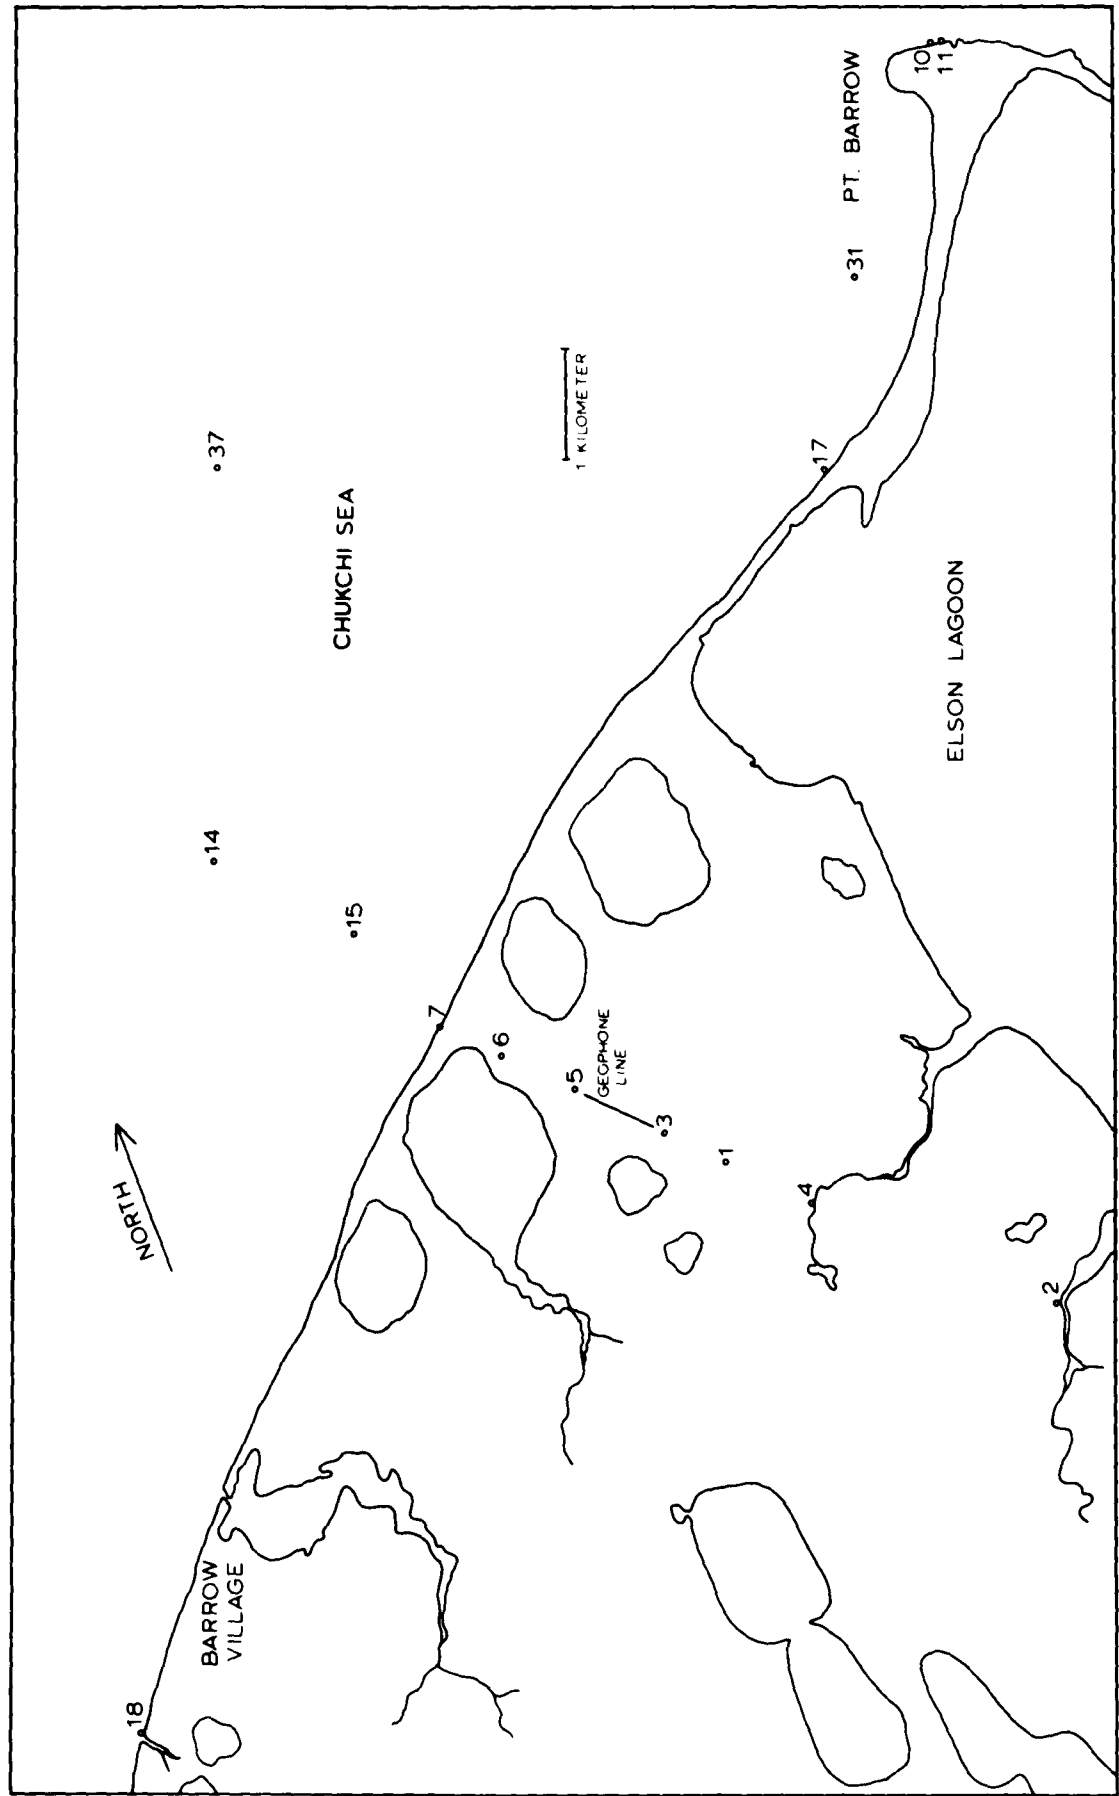 18
BARROW
VILLAGE
NORTH
14
15
37
CHUKCHI SEA
1 KILOMETER
7
6
5
GEOPHONE
LINE
3
1
4
2
17
31
PT. BARROW
10
11
ELSON LAGOON